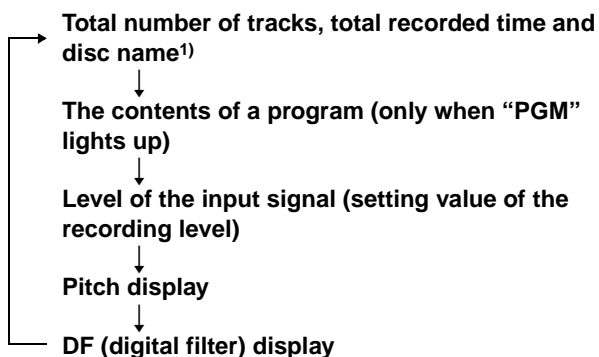 Total number of tracks, total recorded time and
disc name1)
The contents of a program (only when “PGM”
lights up)
Level of the input signal (setting value of the
recording level)
Pitch display
DF (digital filter) display